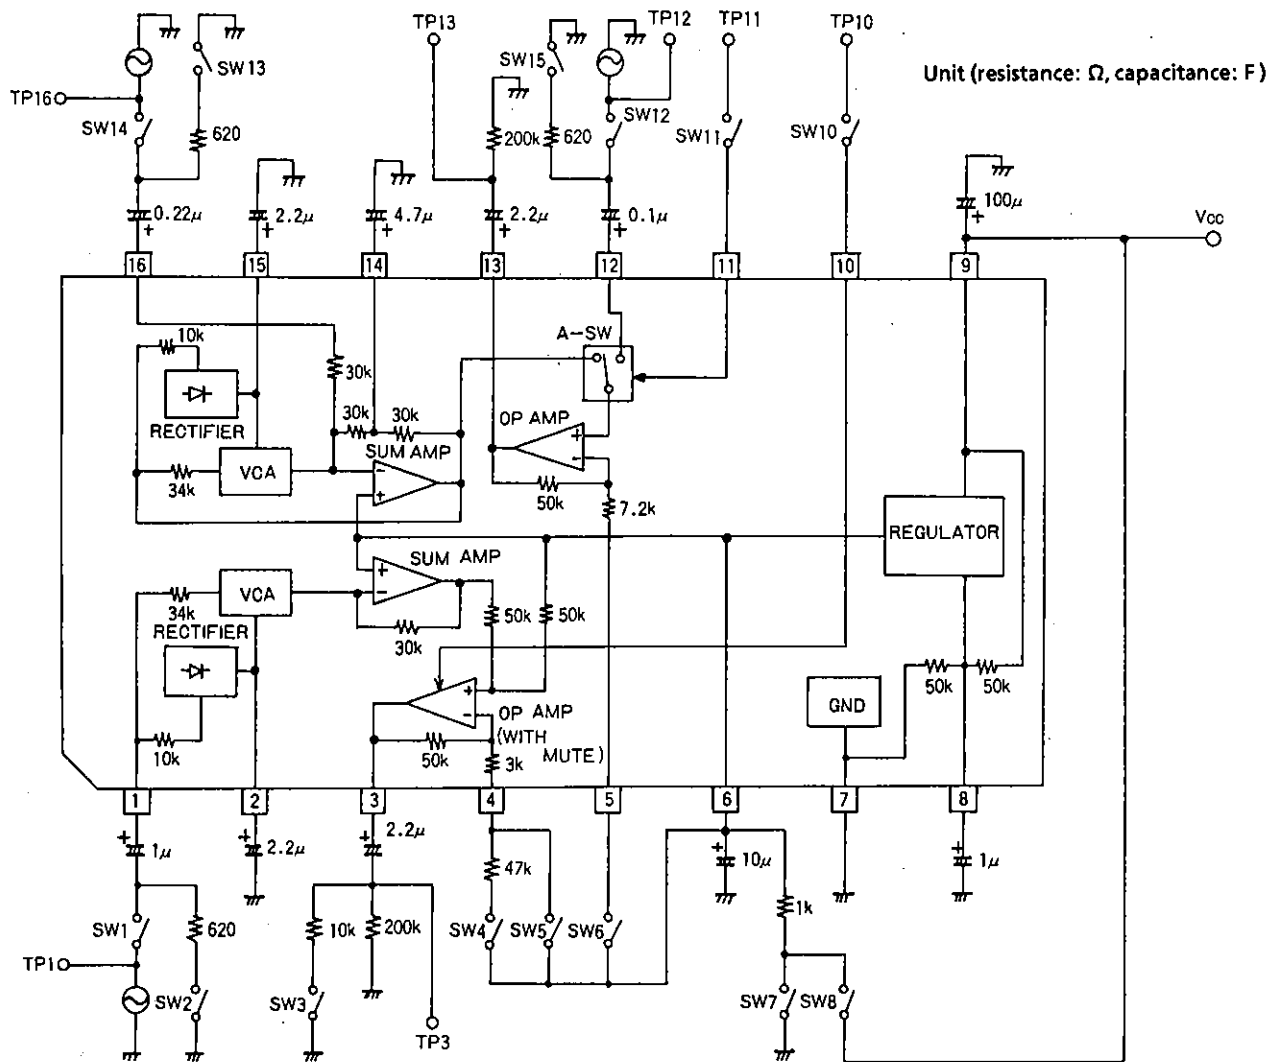 TP13
TP12
TP11
TP10
Unit (resistance: Ω, capacitance: F)
SW13
SW15
TP16
SW14
620
200k
620
SW12
SW11
SW10
0.22μ
+
2.2μ
+
4.7μ
+
2.2μ
+
0.1μ
+
100μ
+
Vcc
16
15
14
13
12
11
10
9
10k
30k
A-SW
RECTIFIER
30k
30k
OP AMP
SUM AMP
+
-
VCA
-
+
34k
50k
7.2k
REGULATOR
SUM AMP
+
-
VCA
34k
RECTIFIER
50k
50k
30k
50k
50k
GND
+
-
OP AMP
(WITH MUTE)
10k
50k
3k
1
2
3
4
5
6
7
8
+
1μ
+
2.2μ
+
2.2μ
47k
+
10μ
+
1μ
1k
SW1
620
10k
200k
SW4
SW5
SW6
TP1
SW2
SW3
TP3
SW7
SW8